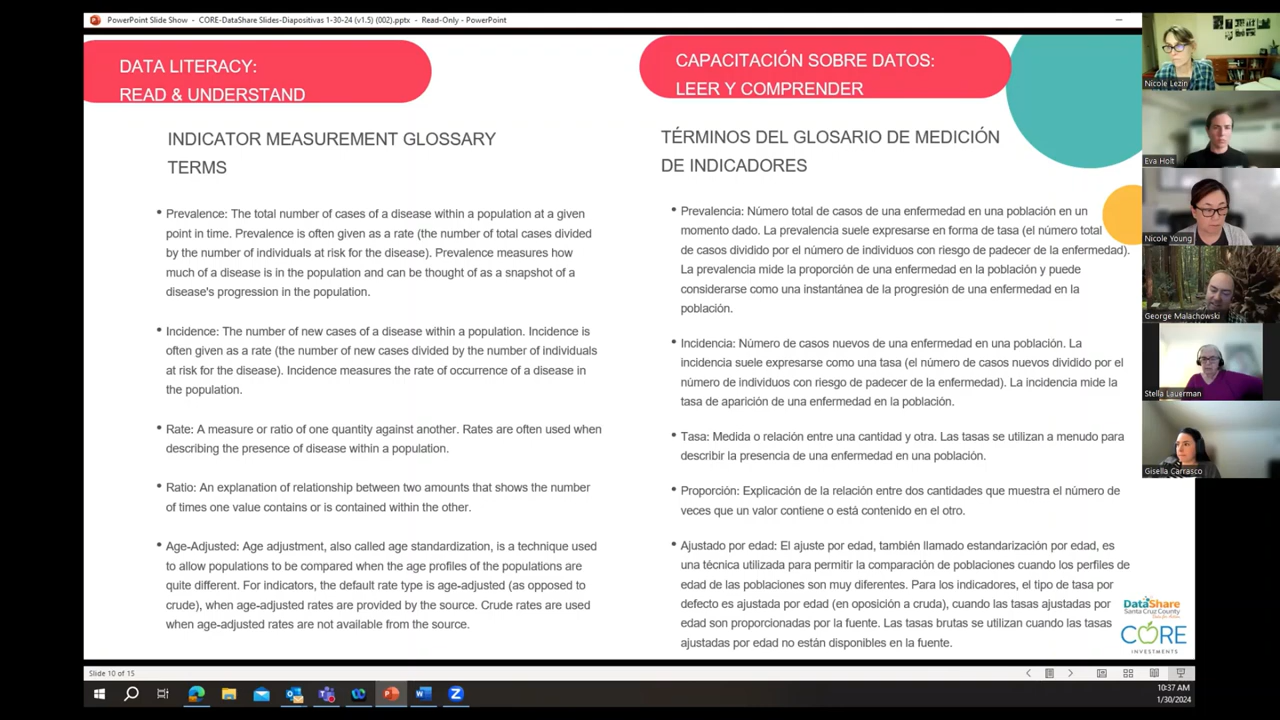 PowerPoint Slide Show - CORE-DataShare Slides-Diapositivas 1-30-24 (v1.5) (002).pptx - Read-Only - PowerPoint
DATA LITERACY:
READ & UNDERSTAND
INDICATOR MEASUREMENT GLOSSARY
TERMS
• Prevalence: The total number of cases of a disease within a population at a given
point in time. Prevalence is often given as a rate (the number of total cases divided
by the number of individuals at risk for the disease). Prevalence measures how
much of a disease is in the population and can be thought of as a snapshot of a
disease's progression in the population.
• Incidence: The number of new cases of a disease within a population. Incidence is
often given as a rate (the number of new cases divided by the number of individuals
at risk for the disease). Incidence measures the rate of occurrence of a disease in
the population.
• Rate: A measure or ratio of one quantity against another. Rates are often used when
describing the presence of disease within a population.
• Ratio: An explanation of relationship between two amounts that shows the number
of times one value contains or is contained within the other.
• Age-Adjusted: Age adjustment, also called age standardization, is a technique used
to allow populations to be compared when the age profiles of the populations are
quite different. For indicators, the default rate type is age-adjusted (as opposed to
crude), when age-adjusted rates are provided by the source. Crude rates are used
when age-adjusted rates are not available from the source.
CAPACITACIÓN SOBRE DATOS:
LEER Y COMPRENDER
TÉRMINOS DEL GLOSARIO DE MEDICIÓN
DE INDICADORES
• Prevalencia: Número total de casos de una enfermedad en una población en un
momento dado. La prevalencia suele expresarse en forma de tasa (el número total
de casos dividido por el número de individuos con riesgo de padecer de la enfermedad).
La prevalencia mide la proporción de una enfermedad en la población y puede
considerarse como una instantánea de la progresión de una enfermedad en la
población.
• Incidencia: Número de casos nuevos de una enfermedad en una población. La
incidencia suele expresarse como una tasa (el número de casos nuevos dividido por el
número de individuos con riesgo de padecer de la enfermedad). La incidencia mide la
tasa de aparición de una enfermedad en la población.
• Tasa: Medida o relación entre una cantidad y otra. Las tasas se utilizan a menudo para
describir la presencia de una enfermedad en una población.
• Proporción: Explicación de la relación entre dos cantidades que muestra el número de
veces que un valor contiene o está contenido en el otro.
• Ajustado por edad: El ajuste por edad, también llamado estandarización por edad, es
una técnica utilizada para permitir la comparación de poblaciones cuando los perfiles de
edad de las poblaciones son muy diferentes. Para los indicadores, el tipo de tasa por
defecto es ajustada por edad (en oposición a cruda), cuando las tasas ajustadas por
edad son proporcionadas por la fuente. Las tasas brutas se utilizan cuando las tasas
ajustadas por edad no están disponibles en la fuente.
DataShare
Santa Cruz County
CORE
INVESTMENTS
Nicole Lezin
Eva Holt
Nicole Young
George Malachowski
Stella Lauerman
Gisella Carrasco
Slide 10 of 15
10:37 AM
1/30/2024